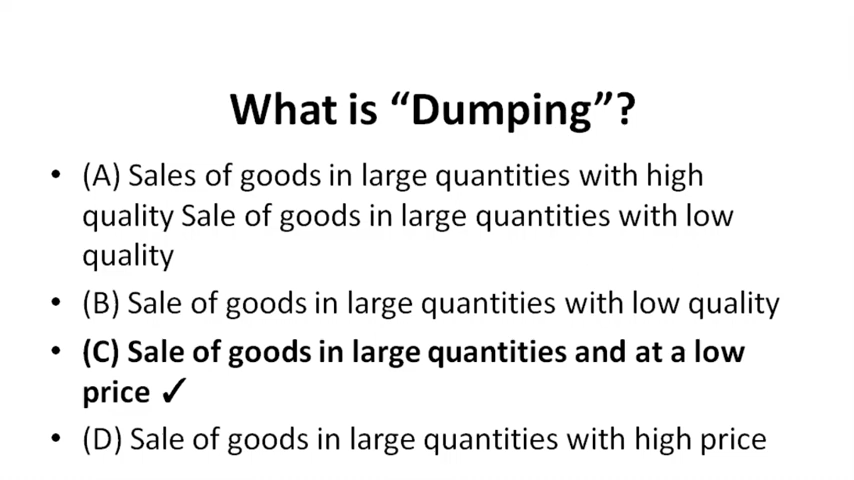 What is “Dumping”?
• (A) Sales of goods in large quantities with high
quality Sale of goods in large quantities with low
quality
• (B) Sale of goods in large quantities with low quality
• (C) Sale of goods in large quantities and at a low
price ✓
• (D) Sale of goods in large quantities with high price